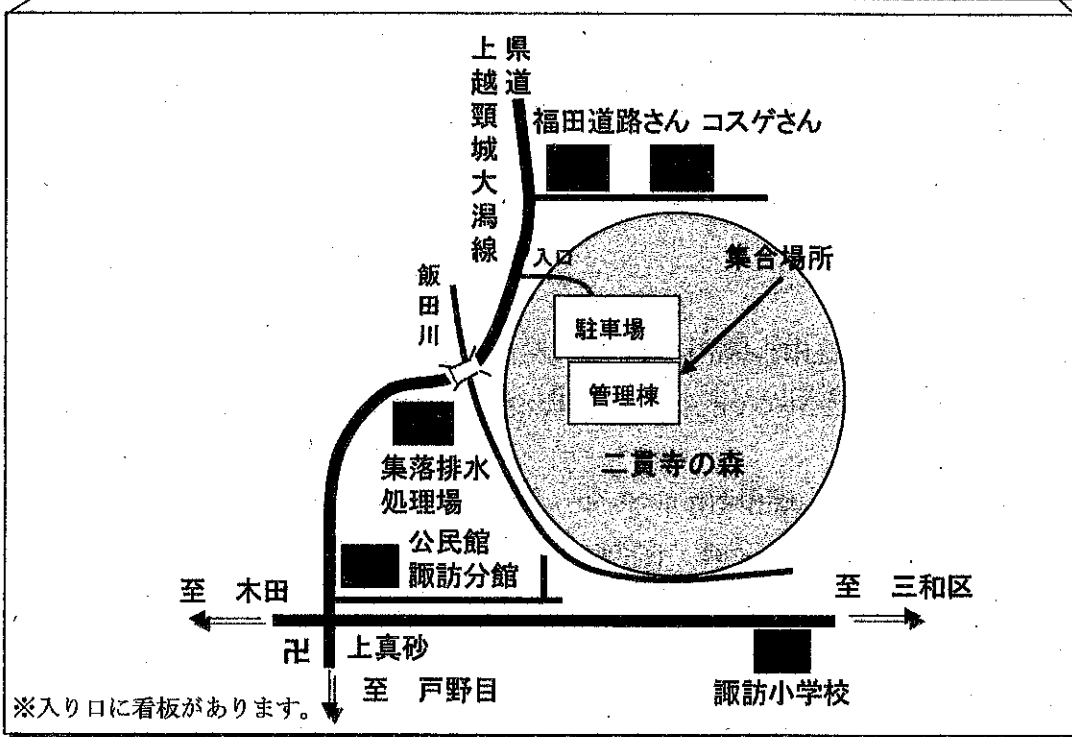 県道
上越頸城大潟線
福田道路さん コスゲさん
入口
集合場所
飯田川
駐車場
管理棟
二貫寺の森
集落排水
処理場
公民館
諏訪分館
至 木田
至 三和区
卍
上真砂
至 戸野目
諏訪小学校
※入り口に看板があります。